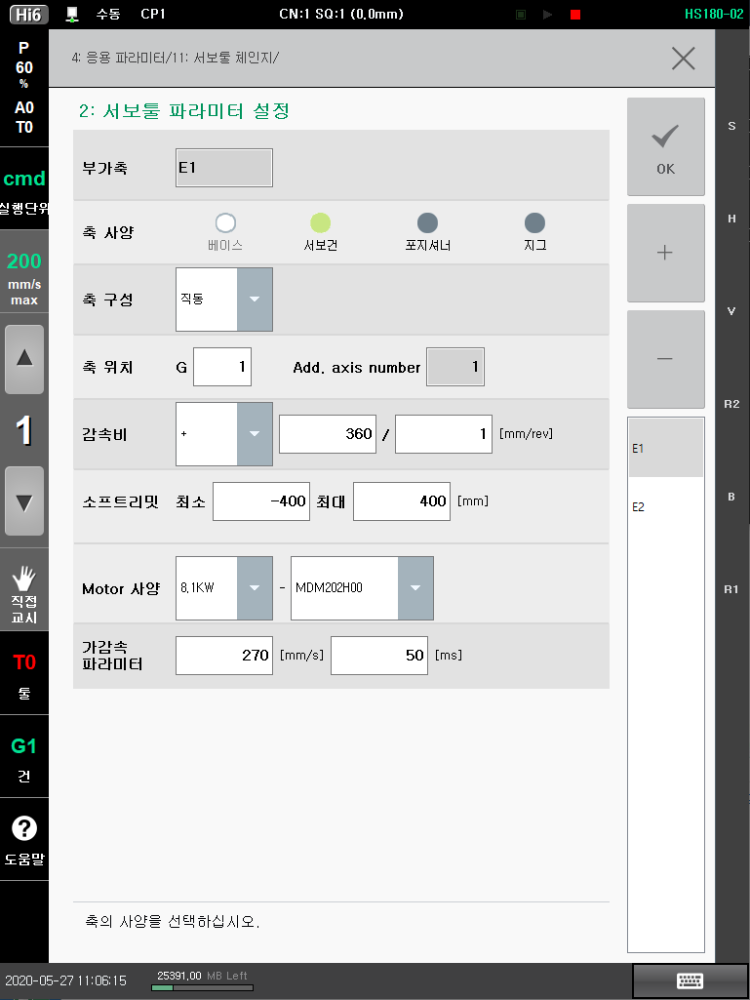 Hi6 수동 CP1 CN:1 SQ:1 (0.0mm) HS180-02
P
60
%
A0
T0
cmd
실행단위
200
mm/s
max
1
직접
교시
T0
툴
G1
건
도움말
4: 응용 파라미터/11: 서보툴 체인지/
2: 서보툴 파라미터 설정
부가축 E1
축 사양 베이스 서보건 포지셔너 지그
축 구성 직동
축 위치 G 1 Add. axis number 1
감속비 + 360 / 1 [mm/rev]
소프트리밋 최소 -400 최대 400 [mm]
Motor 사양 8.1KW - MDM202H00
가감속
파라미터 270 [mm/s] 50 [ms]
축의 사양을 선택하십시오.
OK
+
-
E1
E2
S
H
V
R2
B
R1
2020-05-27 11:06:15 25391.00 MB Left